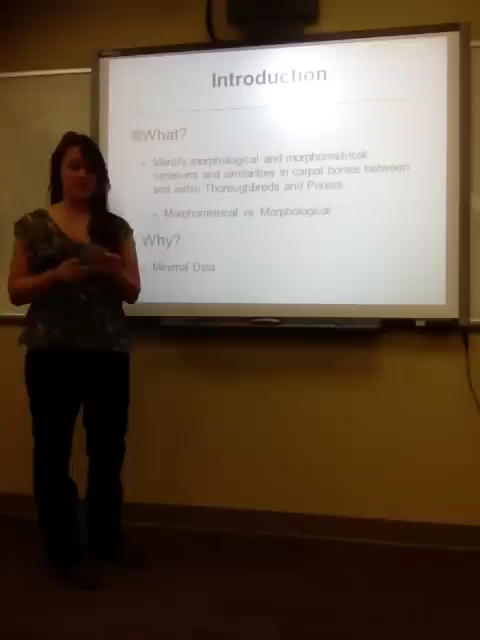 Introduction
What?
Identify morphological and morphometrical
variations and similarities in carpal bones between
and within Thoroughbreds and Ponies.
Morphometrical vs Morphological
Why?
Minimal Data